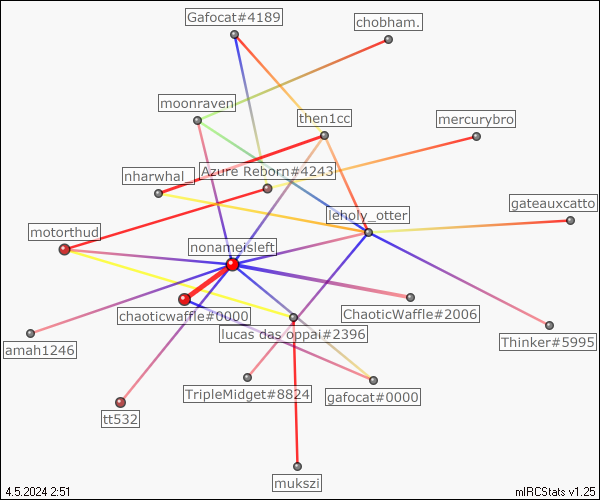 Gafocat#4189
chobham.
moonraven
then1cc
mercurybro
Azure Reborn#4243
nharwhal_
gateauxcatto
leholy_otter
motorthud
nonameisleft
chaoticwaffle#0000
ChaoticWaffle#2006
lucas das oppai#2396
Thinker#5995
amah1246
TripleMidget#8824
gafocat#0000
tt532
mukszi
4.5.2024 2:51
mIRCStats v1.25